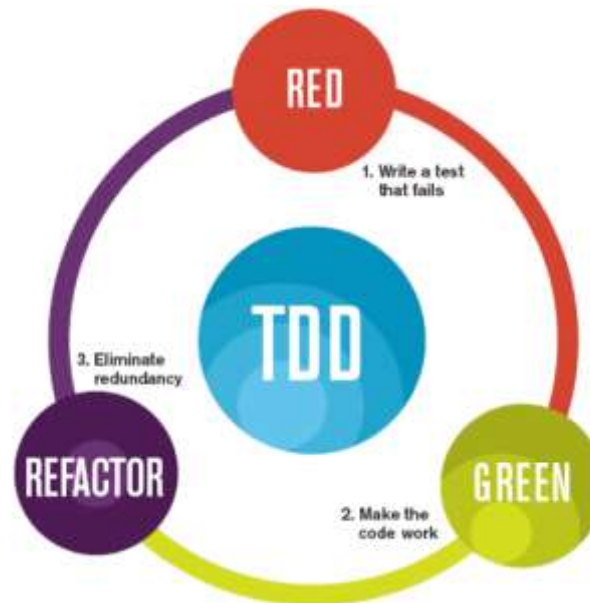 RED
1. Write a test
that fails
TDD
3. Eliminate
redundancy
REFACTOR
GREEN
2. Make the
code work